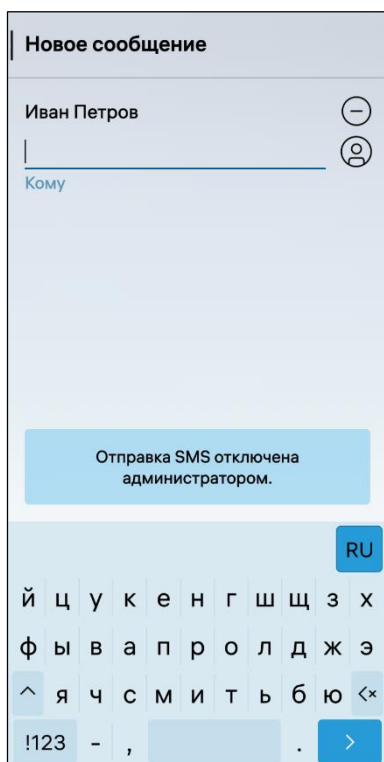 Новое сообщение
Иван Петров
Кому
Отправка SMS отключена
администратором.
RU
й ц у к е н г ш щ з х
ф ы в а п р о л д ж э
^ я ч с м и т ь б ю <×
!123 - , . >